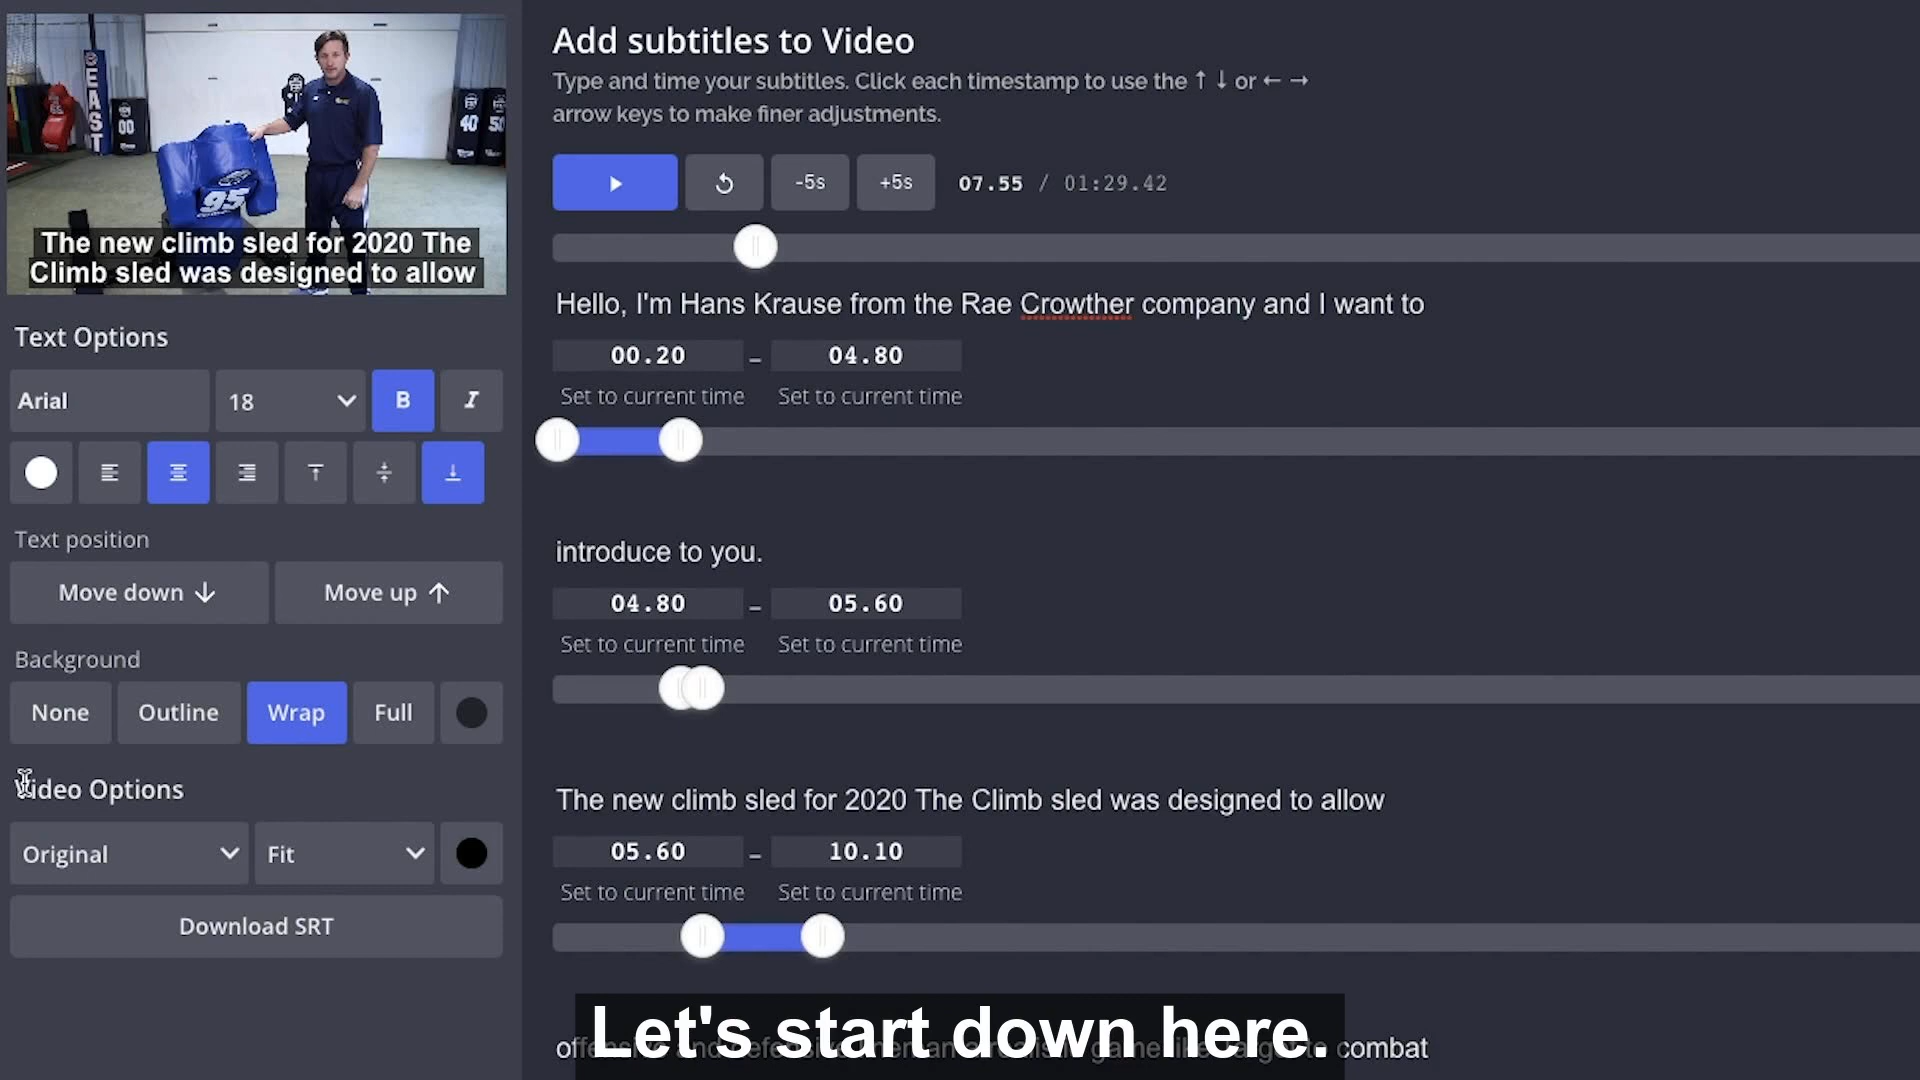 EAST
00
40
50
95
The new climb sled for 2020 The
Climb sled was designed to allow
Text Options
Arial
18
B
I
Text position
Move down ↓
Move up ↑
Background
None
Outline
Wrap
Full
Video Options
Original
Fit
Download SRT
Add subtitles to Video
Type and time your subtitles. Click each timestamp to use the ↑ ↓ or ← →
arrow keys to make finer adjustments.
-5s
+5s
07.55 / 01:29.42
Hello, I'm Hans Krause from the Rae Crowther company and I want to
00.20 – 04.80
Set to current time Set to current time
introduce to you.
04.80 – 05.60
Set to current time Set to current time
The new climb sled for 2020 The Climb sled was designed to allow
05.60 – 10.10
Set to current time Set to current time
Let's start down here.
combat